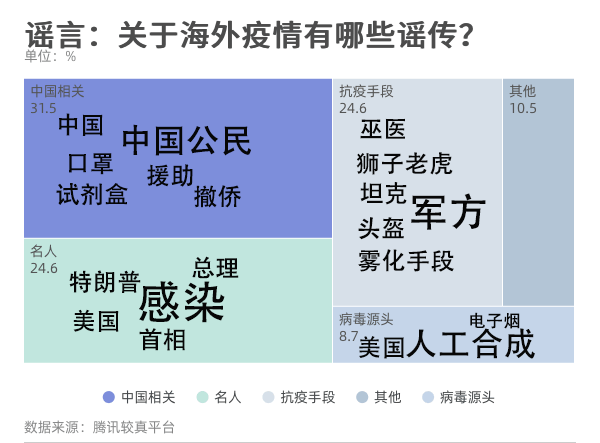 谣言：关于海外疫情有哪些谣传？
单位：%
中国相关
31.5
中国
中国公民
口罩
援助
试剂盒
撤侨
名人
24.6
特朗普
总理
感染
美国
首相
抗疫手段
24.6
巫医
狮子老虎
坦克
军方
头盔
雾化手段
其他
10.5
病毒源头
8.7
电子烟
美国
人工合成
中国相关 名人 抗疫手段 其他 病毒源头
数据来源：腾讯较真平台